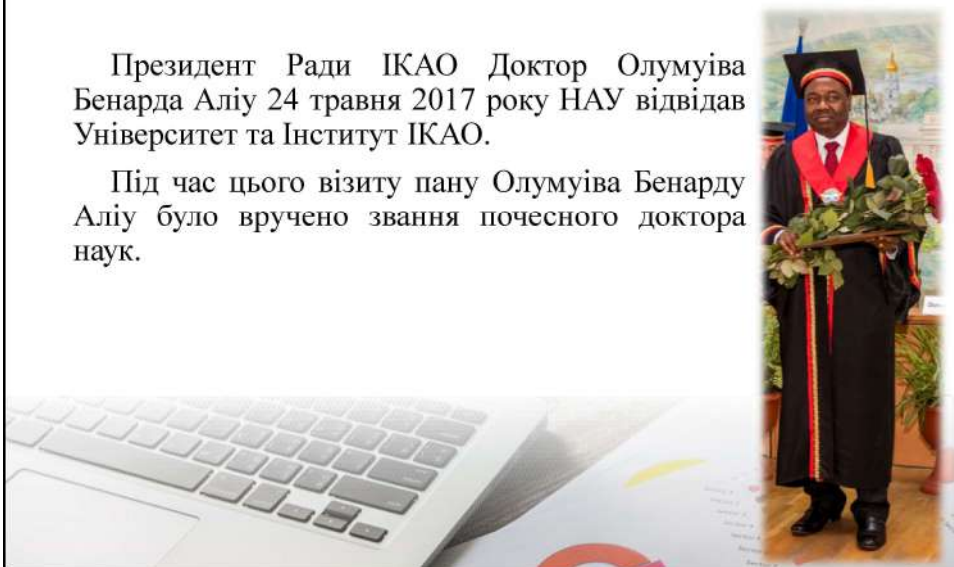 Президент Ради ІКАО Доктор Олумуіва
Бенарда Аліу 24 травня 2017 року НАУ відвідав
Університет та Інститут ІКАО.
Під час цього візиту пану Олумуіва Бенарду
Аліу було вручено звання почесного доктора
наук.